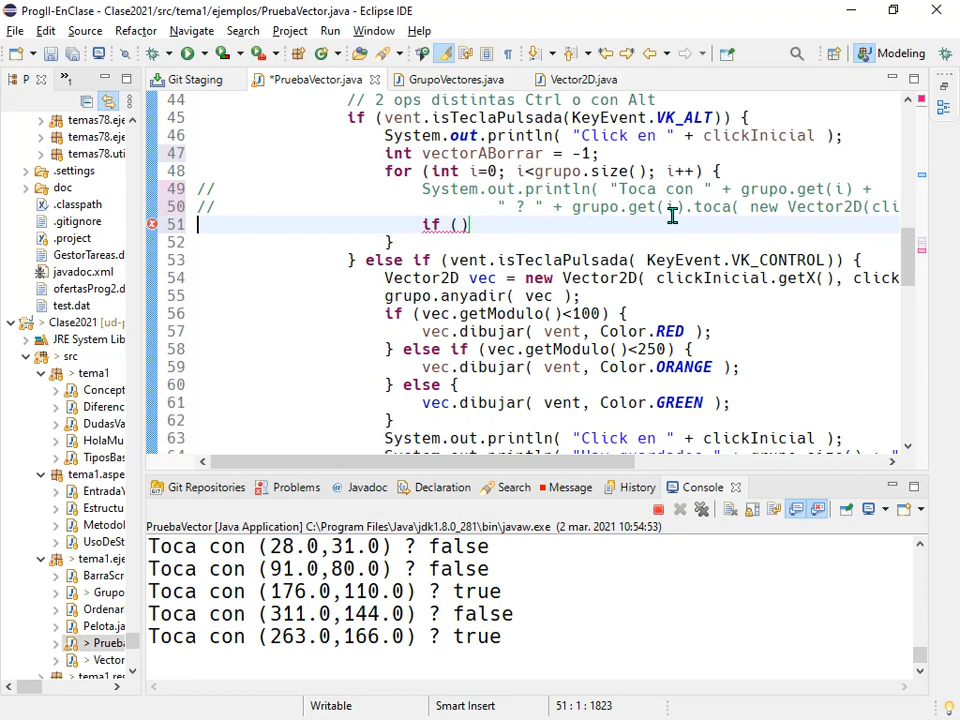 ProgII-EnClase - Clase2021/src/tema1/ejemplos/PruebaVector.java - Eclipse IDE
File Edit Source Refactor Navigate Search Project Run Window Help
Modeling
P
Git Staging
*PruebaVector.java
GrupoVectores.java
Vector2D.java
temas78.eje
temas78.eje
temas78.uti
.settings
doc
.classpath
.gitignore
.project
GestorTareas.d
javadoc.xml
ofertasProg2.d
test.dat
Clase2021 [ud-p
JRE System Lib
src
> tema1
Concept
Diferenc
DudasVa
HolaMu
TiposBas
tema1.aspe
EntradaY
Estructu
Metodol
UsoDeSt
tema1.eje
BarraScr
> Grupo
Ordenar
Pelota.ja
> Prueba
Vector
44 // 2 ops distintas Ctrl o con Alt
45 if (vent.isTeclaPulsada(KeyEvent.VK_ALT)) {
46 System.out.println( "Click en " + clickInicial );
47 int vectorABorrar = -1;
48 for (int i=0; i<grupo.size(); i++) {
49 // System.out.println( "Toca con " + grupo.get(i) +
50 // " ? " + grupo.get(i).toca( new Vector2D(cli
51 if ()
52 }
53 } else if (vent.isTeclaPulsada( KeyEvent.VK_CONTROL)) {
54 Vector2D vec = new Vector2D( clickInicial.getX(), click
55 grupo.anyadir( vec );
56 if (vec.getModulo()<100) {
57 vec.dibujar( vent, Color.RED );
58 } else if (vec.getModulo()<250) {
59 vec.dibujar( vent, Color.ORANGE );
60 } else {
61 vec.dibujar( vent, Color.GREEN );
62 }
63 System.out.println( "Click en " + clickInicial );
Git Repositories Problems @ Javadoc Declaration Search Message History Console
PruebaVector [Java Application] C:\Program Files\Java\jdk1.8.0_281\bin\javaw.exe (2 mar. 2021 10:54:53)
Toca con (28.0,31.0) ? false
Toca con (91.0,80.0) ? false
Toca con (176.0,110.0) ? true
Toca con (311.0,144.0) ? false
Toca con (263.0,166.0) ? true
Writable Smart Insert 51 : 1 : 1823